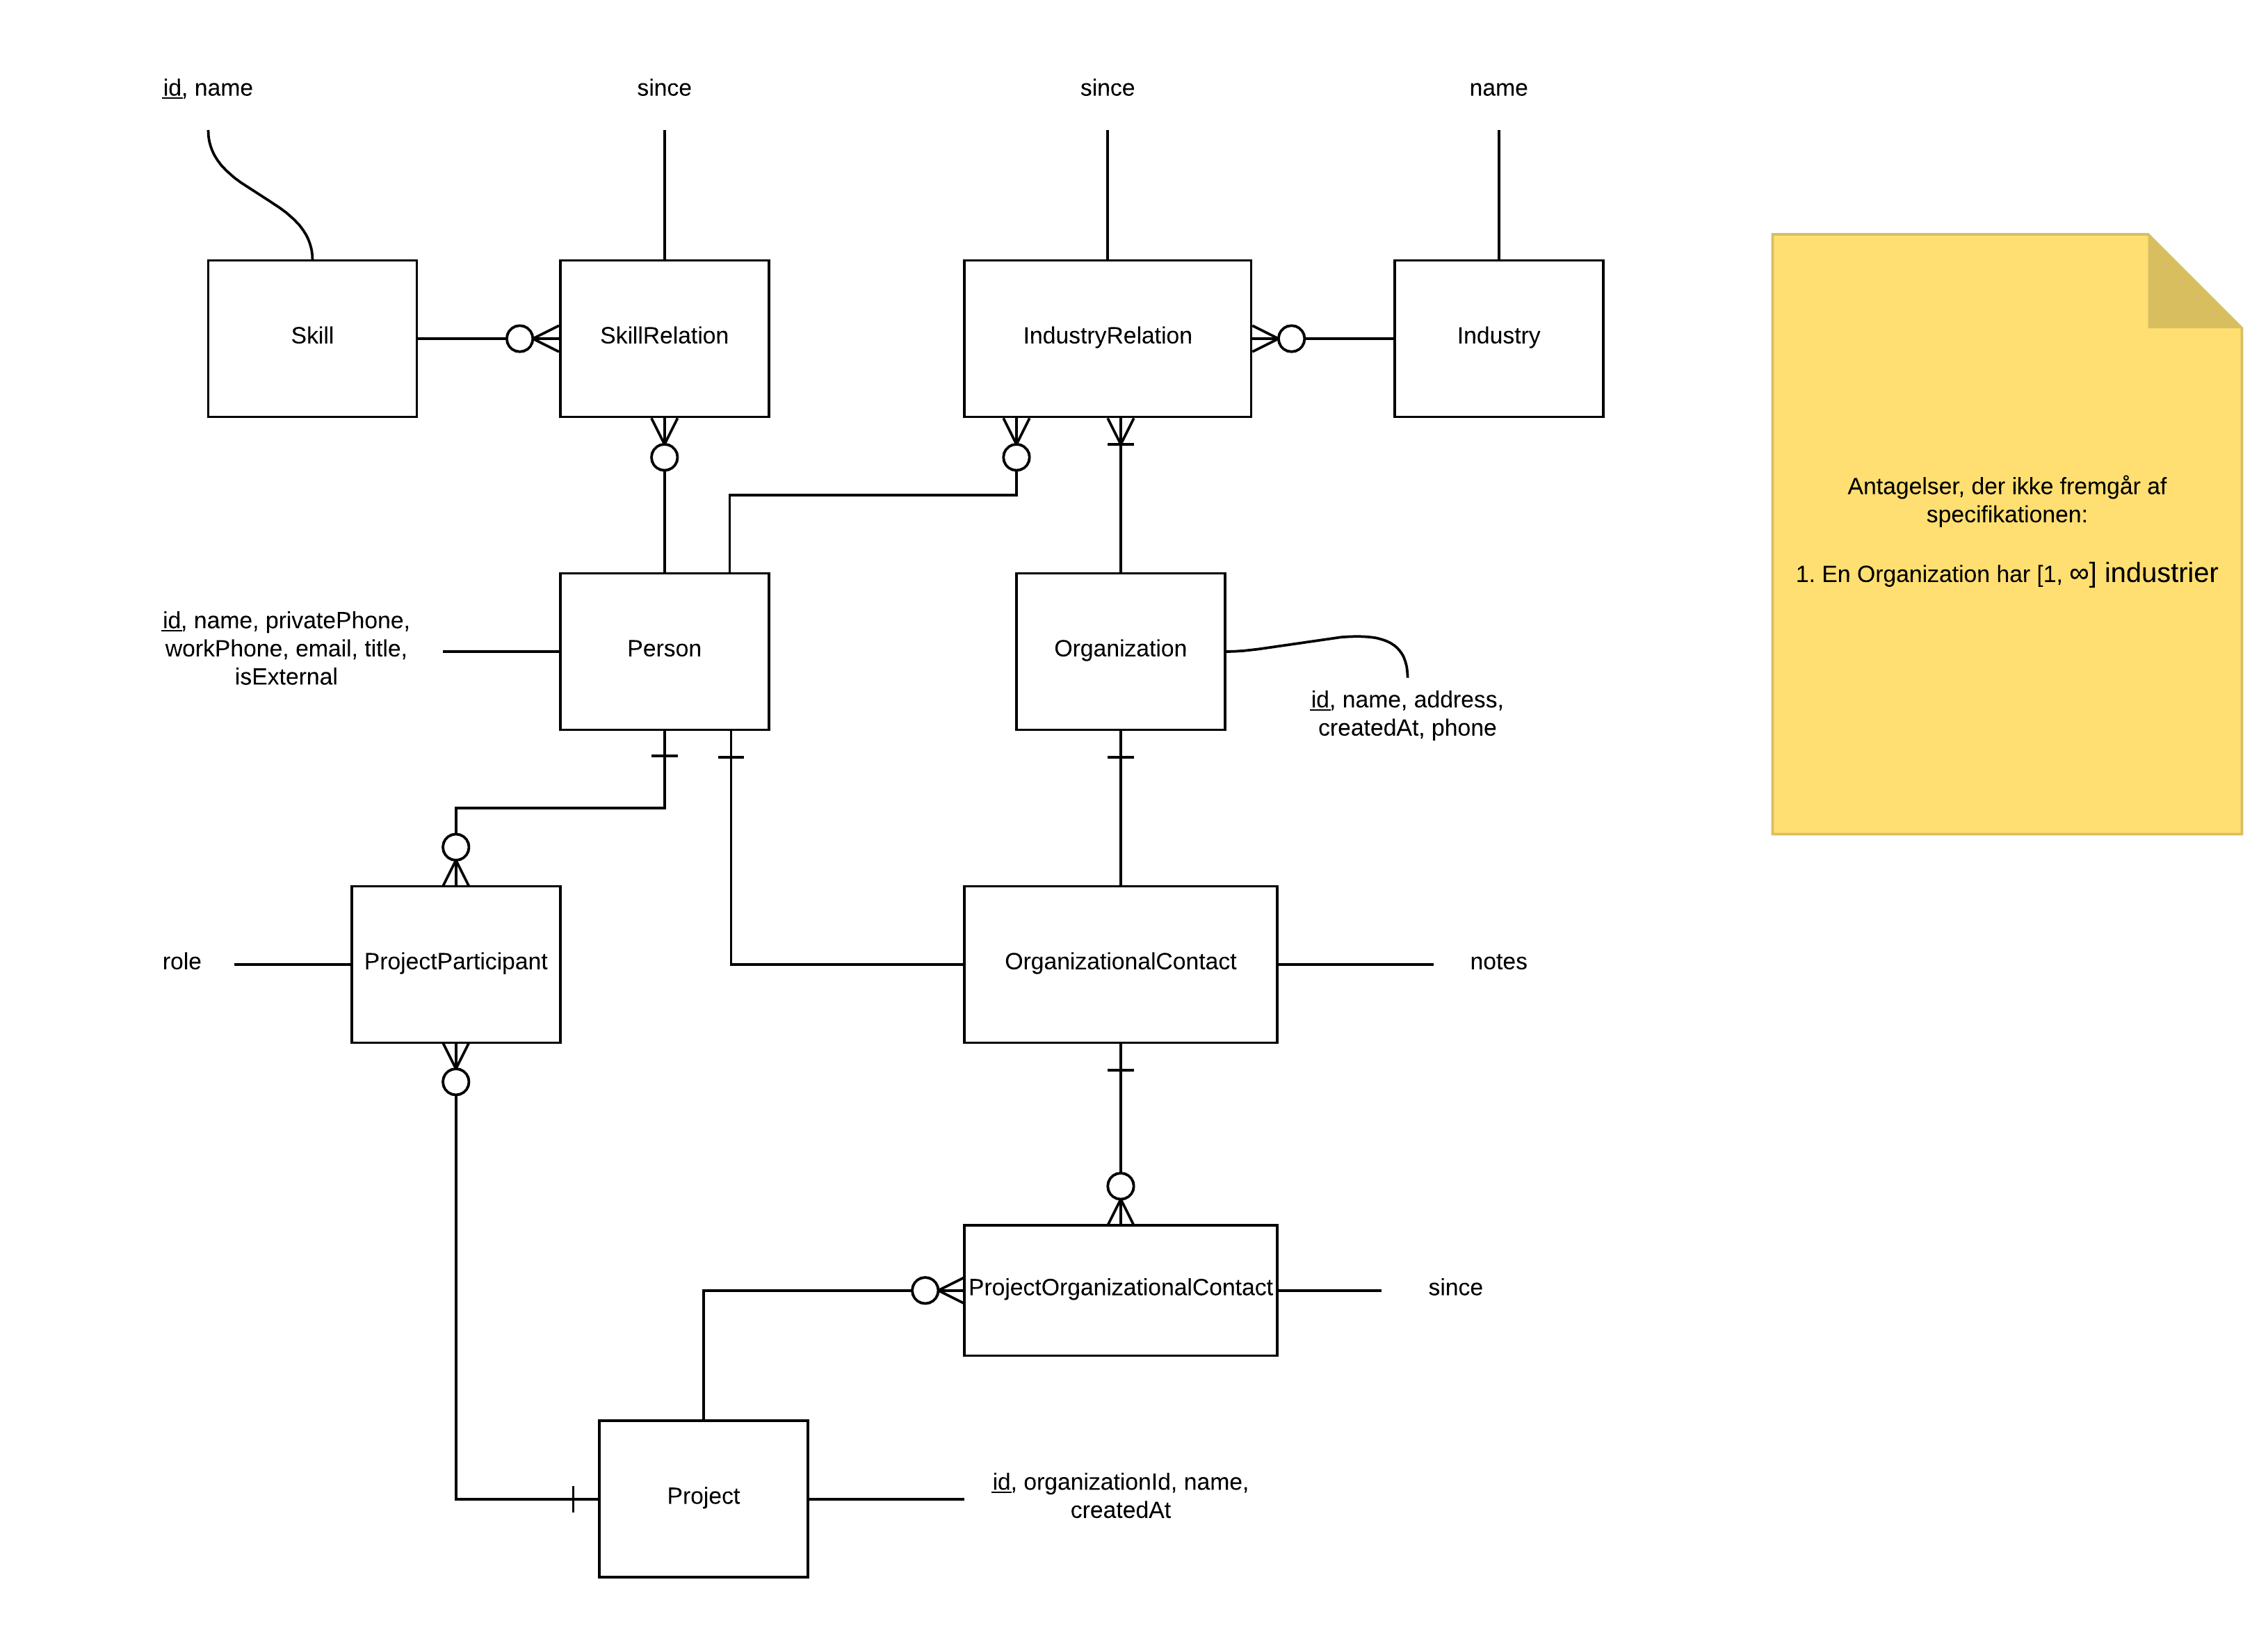 id, name
since
since
name
Skill
SkillRelation
IndustryRelation
Industry
Antagelser, der ikke fremgår af
specifikationen:
1. En Organization har [1, ∞] industrier
id, name, privatePhone,
workPhone, email, title,
isExternal
Person
Organization
id, name, address,
createdAt, phone
role
ProjectParticipant
OrganizationalContact
notes
ProjectOrganizationalContact
since
Project
id, organizationId, name,
createdAt